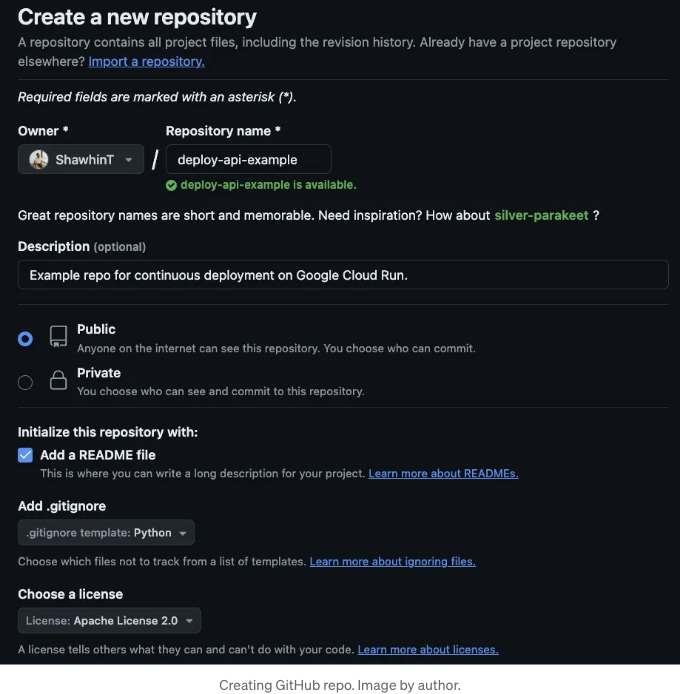 Create a new repository
A repository contains all project files, including the revision history. Already have a project repository
elsewhere? Import a repository.
Required fields are marked with an asterisk (*).
Owner *
Repository name *
ShawhinT
/
deploy-api-example
deploy-api-example is available.
Great repository names are short and memorable. Need inspiration? How about silver-parakeet ?
Description (optional)
Example repo for continuous deployment on Google Cloud Run.
Public
Anyone on the internet can see this repository. You choose who can commit.
Private
You choose who can see and commit to this repository.
Initialize this repository with:
Add a README file
This is where you can write a long description for your project. Learn more about READMEs.
Add .gitignore
.gitignore template: Python
Choose which files not to track from a list of templates. Learn more about ignoring files.
Choose a license
License: Apache License 2.0
A license tells others what they can and can't do with your code. Learn more about licenses.
Creating GitHub repo. Image by author.